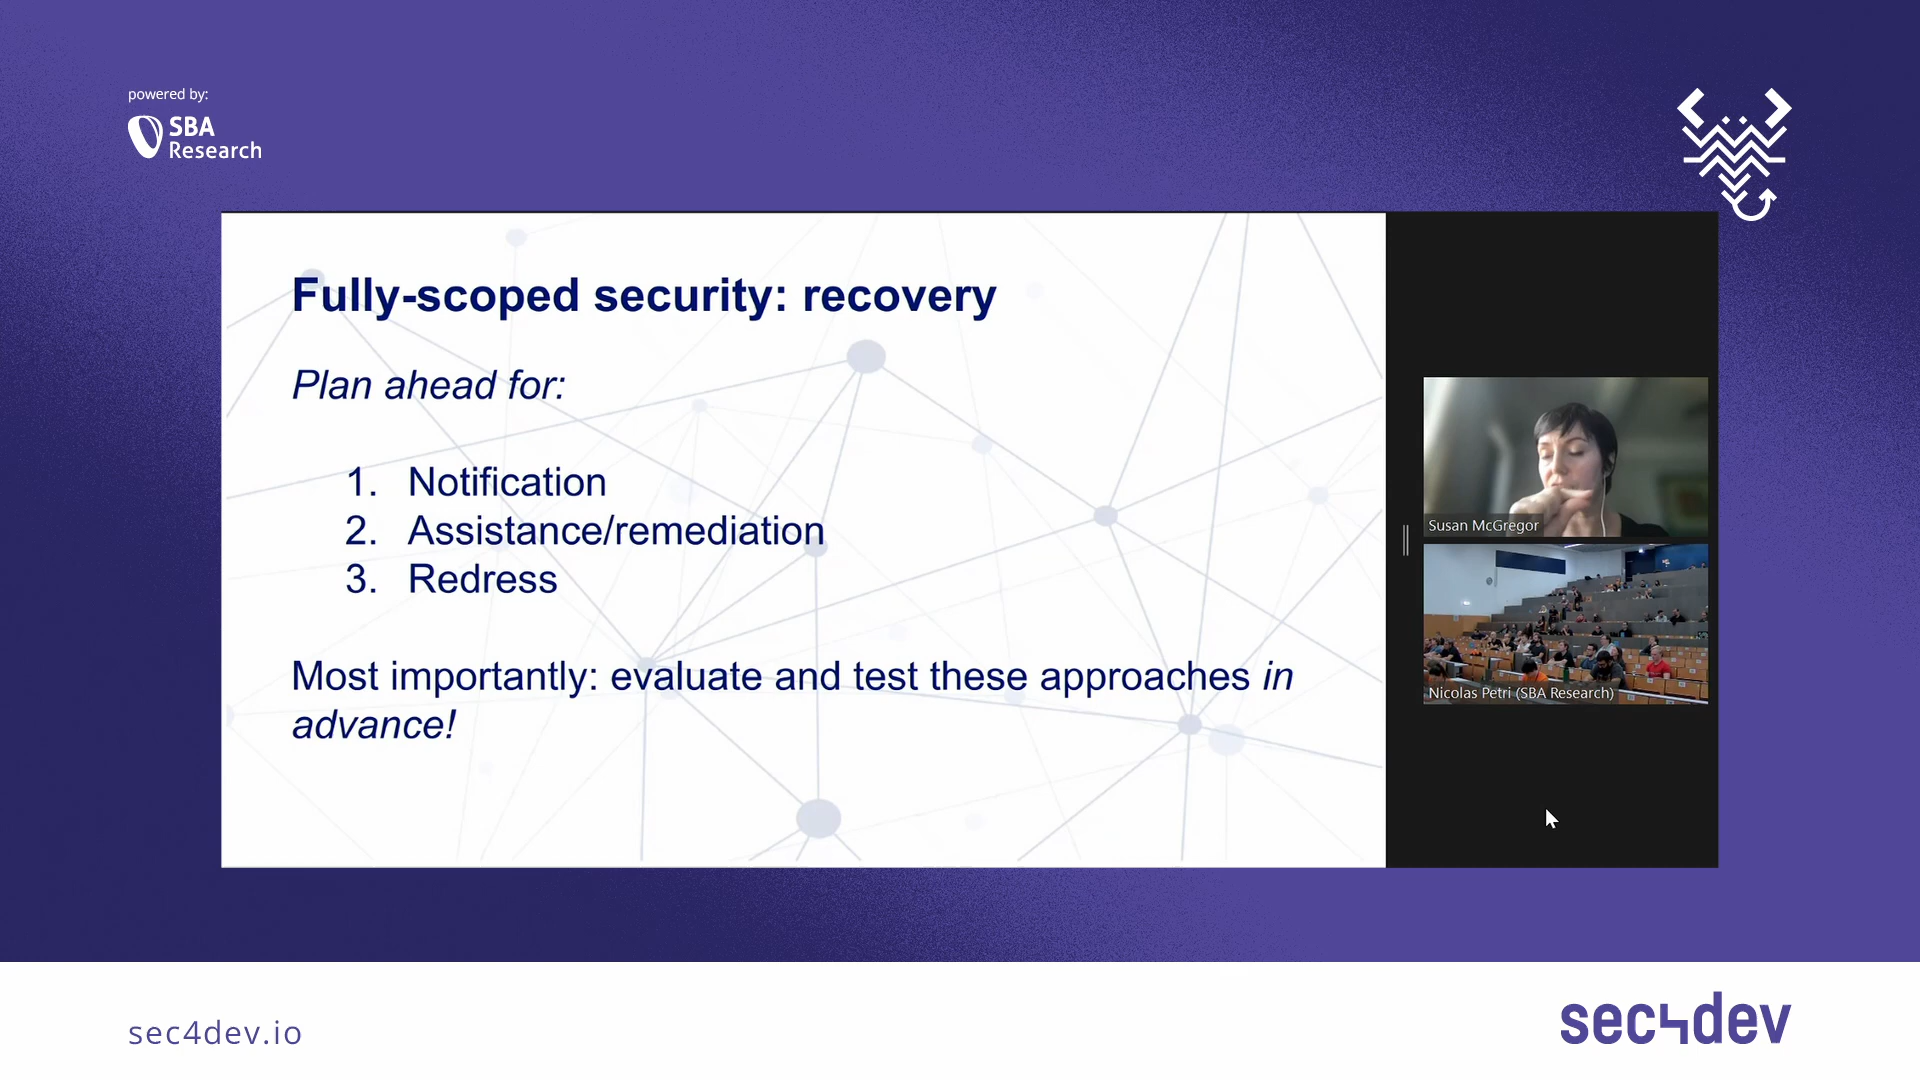 powered by:
SBA
Research
Fully-scoped security: recovery
Plan ahead for:
1. Notification
2. Assistance/remediation
3. Redress
Most importantly: evaluate and test these approaches in
advance!
Susan McGregor
Nicolas Petri (SBA Research)
sec4dev.io
sec4dev